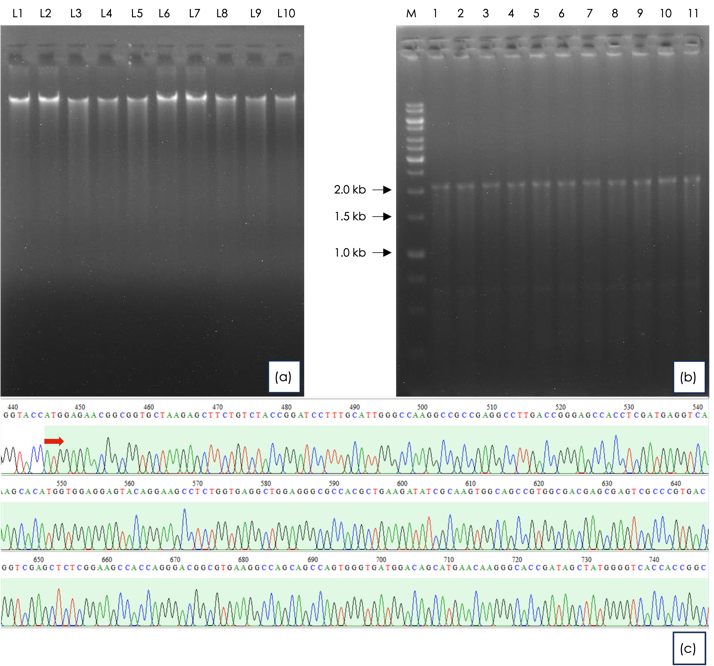 L1 L2 L3 L4 L5 L6 L7 L8 L9 L10
M 1 2 3 4 5 6 7 8 9 10 11
2.0 kb
1.5 kb
1.0 kb
(a)
(b)
440 450 460 470 480 490 500 510 520 530 540
GGTACCATGGAGAACGGCGGTGCTAAGAGCTTCTGTCTACCGGATCCTTTGCATTGGGCCAAGGCCGCCGAGGCCTTGACCGGGAGCCACCTCGATGAGGTCA
550 560 570 580 590 600 610 620 630 640
AGCACATGGTGGAGGAGTACAGGAAGCCTCTGGTGAGGCTGGAGGGCGCCACGCTGAAGATATCGCAAGTGGCAGCCGTGGCGACGAGCGAGTCGCCCGTGAC
650 660 670 680 690 700 710 720 730 740
GGTCGAGCTCTCGGAAGCCACCAGGGACGGCGTGAAGGCCAGCAGCCAGTGGGTGATGGACAGCATGAACAAGGGCACCGATAGCTATGGGGTCACCACCGGC
(c)